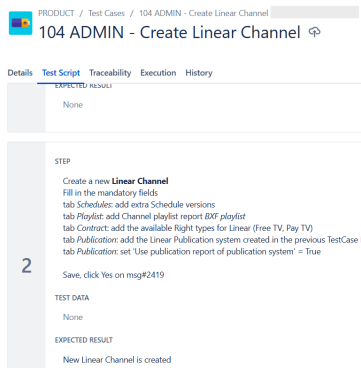 PRODUCT / Test Cases / 104 ADMIN - Create Linear Channel
104 ADMIN - Create Linear Channel
Details Test Script Traceability Execution History
EXPECTED RESULT
None
STEP
Create a new Linear Channel
Fill in the mandatory fields
tab Schedules: add extra Schedule versions
tab Playlist: add Channel playlist report BXF playlist
tab Contract: add the available Right types for Linear (Free TV, Pay TV)
tab Publication: add the Linear Publication system created in the previous TestCase
tab Publication: set 'Use publication report of publication system' = True
2
Save, click Yes on msg#2419
TEST DATA
None
EXPECTED RESULT
New Linear Channel is created